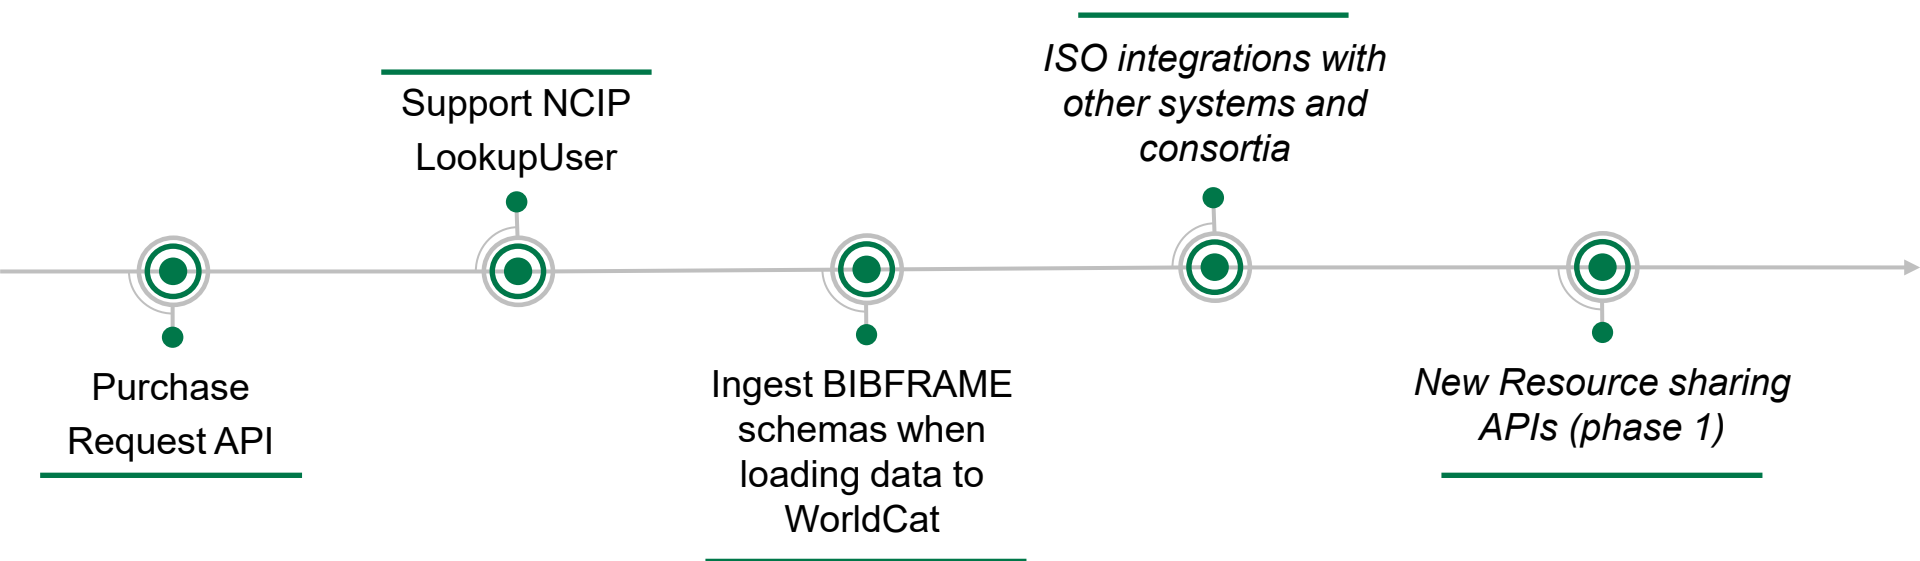 Purchase
Request API
Support NCIP
LookupUser
Ingest BIBFRAME
schemas when
loading data to
WorldCat
ISO integrations with
other systems and
consortia
New Resource sharing
APIs (phase 1)